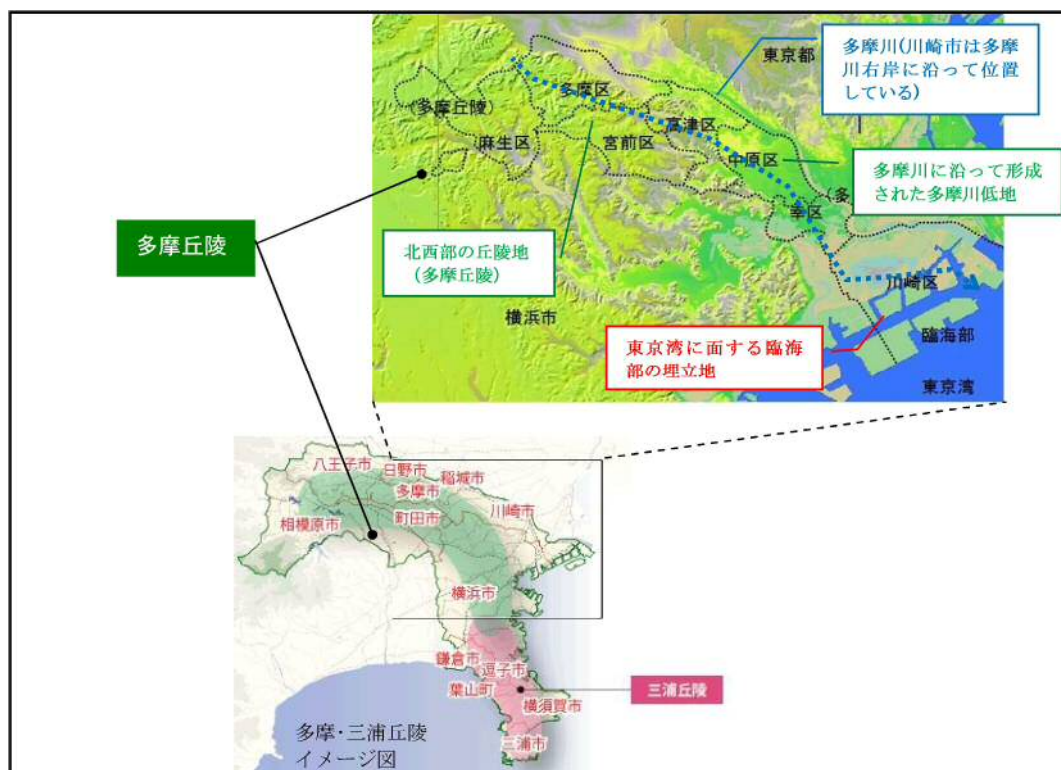 東京都
多摩川(川崎市は多摩
川右岸に沿って位置
している)
多摩区
(多摩丘陵)
高津区
麻生区
宮前区
中原区
多摩川に沿って形成
された多摩川低地
(多
幸区
多摩丘陵
北西部の丘陵地
(多摩丘陵)
川崎区
横浜市
臨海部
東京湾に面する臨海
部の埋立地
東京湾
八王子市
日野市
稲城市
多摩市
川崎市
相模原市
町田市
横浜市
鎌倉市
逗子市
葉山町
三浦丘陵
横須賀市
三浦市
多摩・三浦丘陵
イメージ図